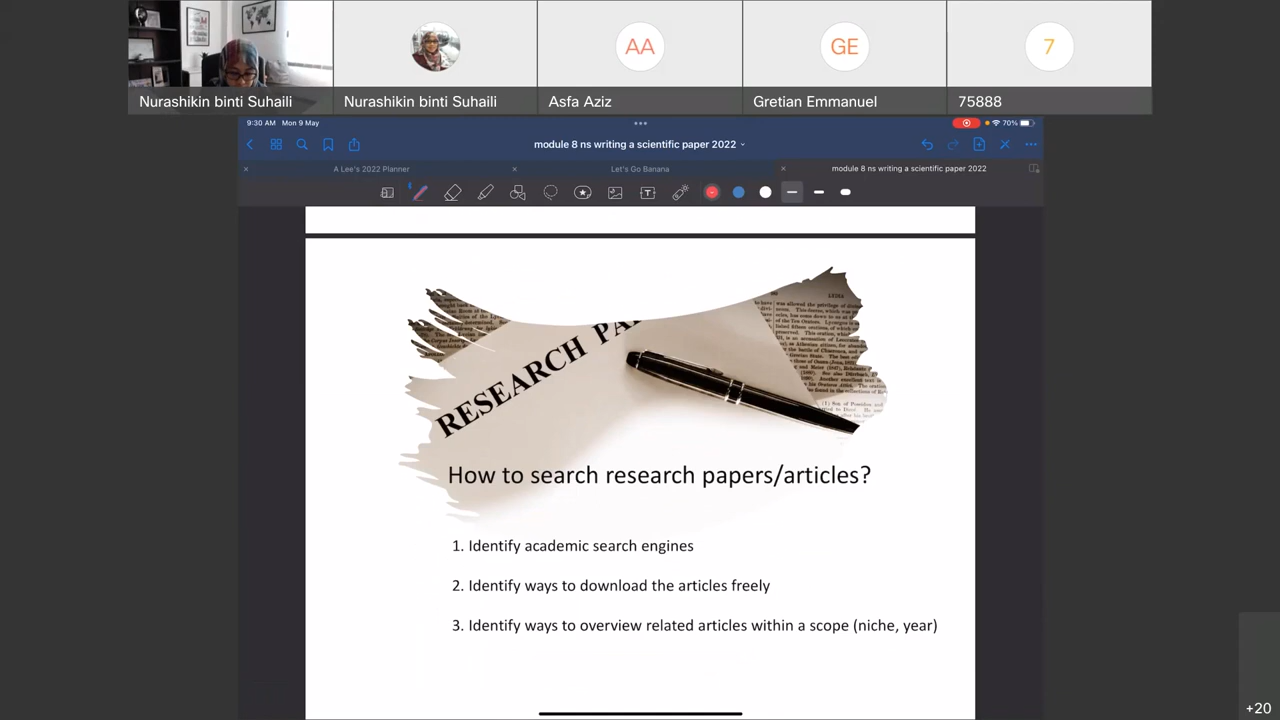 AA
GE
7
Nurashikin binti Suhaili
Nurashikin binti Suhaili
Asfa Aziz
Gretian Emmanuel
75888
9:30 AM Mon 9 May
70%
module 8 ns writing a scientific paper 2022
A Lee's 2022 Planner
Let's Go Banana
module 8 ns writing a scientific paper 2022
RESEARCH PA
How to search research papers/articles?
1. Identify academic search engines
2. Identify ways to download the articles freely
3. Identify ways to overview related articles within a scope (niche, year)
+20